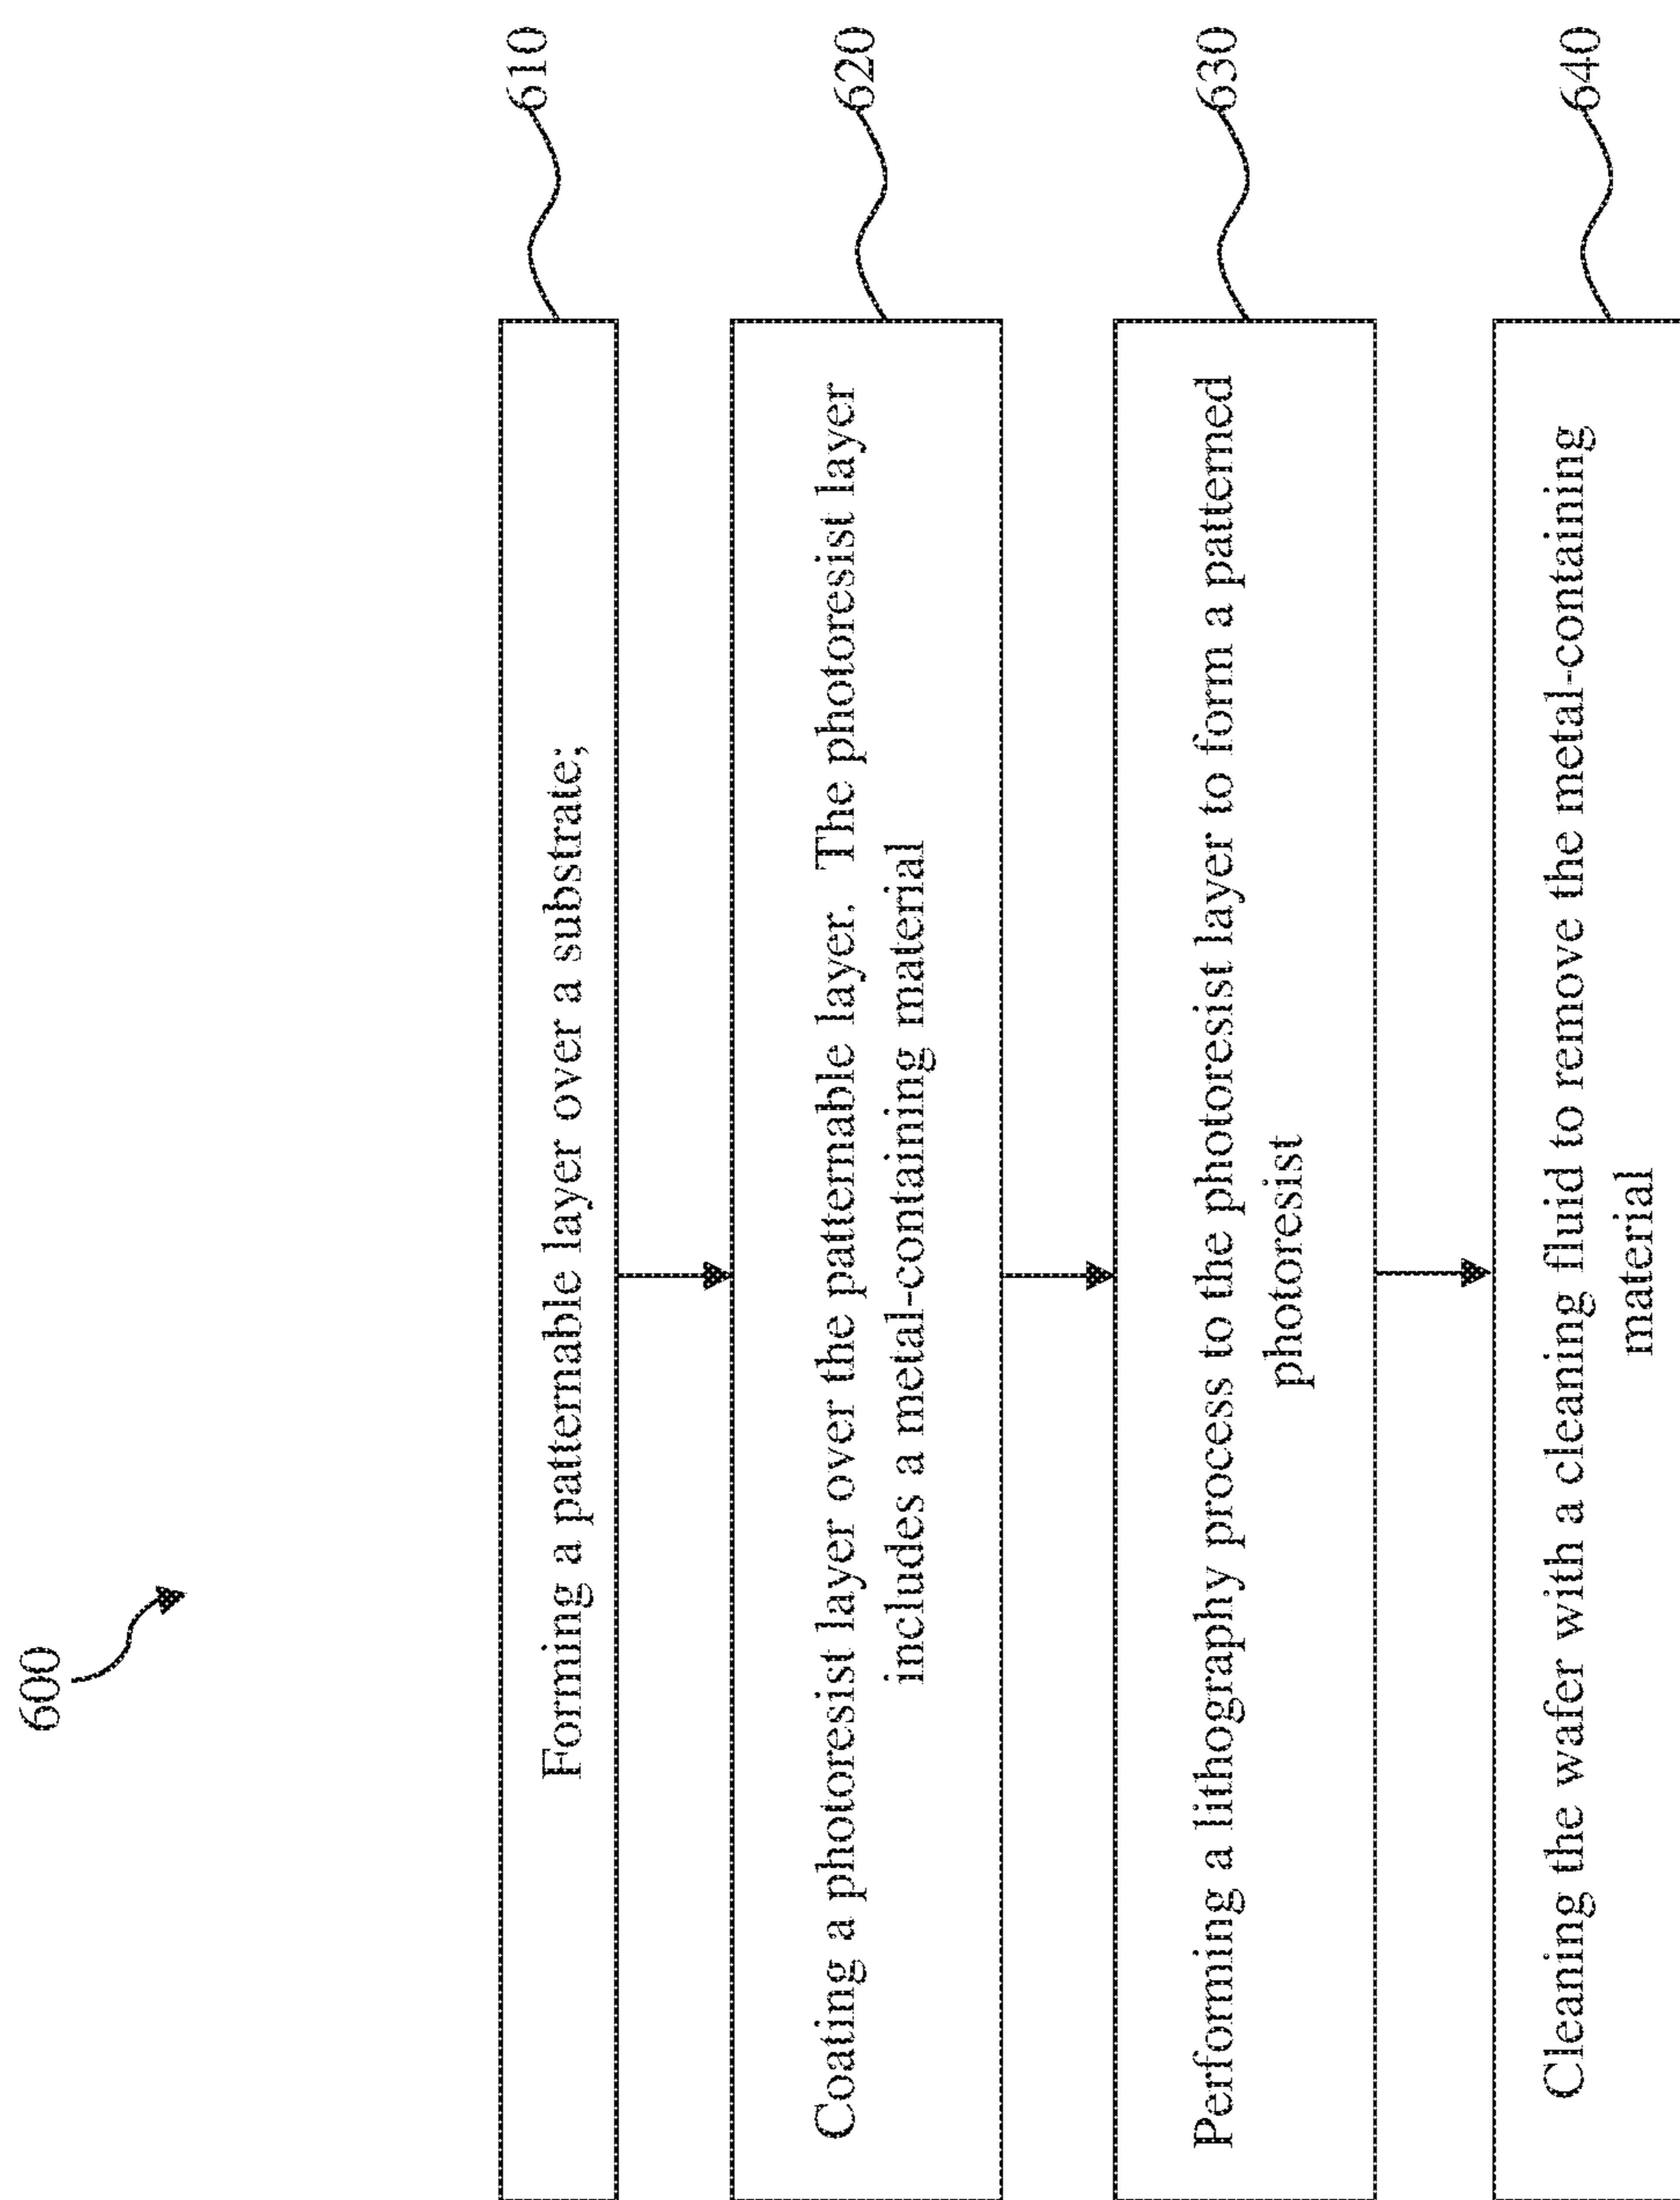 600
Forming a patternable layer over a substrate;
610
Coating a photoresist layer over the patternable layer. The photoresist layer
includes a metal-containing material
620
Performing a lithography process to the photoresist layer to form a patterned
photoresist
630
Cleaning the wafer with a cleaning fluid to remove the metal-containing
material
640